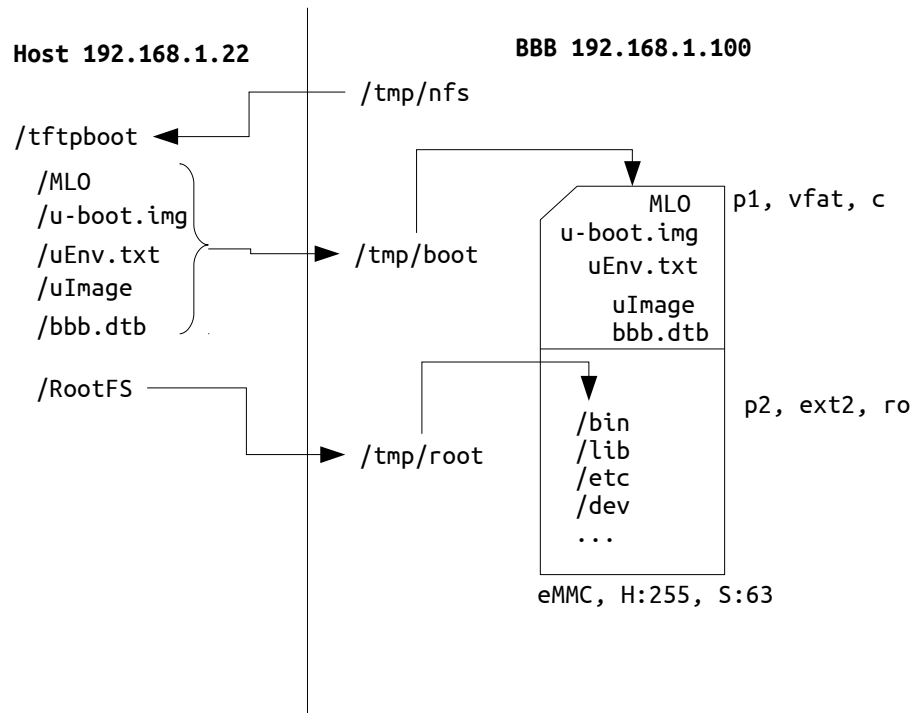 Host 192.168.1.22
/tftpboot
/MLO
/u-boot.img
/uEnv.txt
/uImage
/bbb.dtb
/RootFS
BBB 192.168.1.100
/tmp/nfs
/tmp/boot
/tmp/root
MLO
u-boot.img
uEnv.txt
uImage
bbb.dtb
p1, vfat, c
/bin
/lib
/etc
/dev
...
p2, ext2, ro
eMMC, H:255, S:63